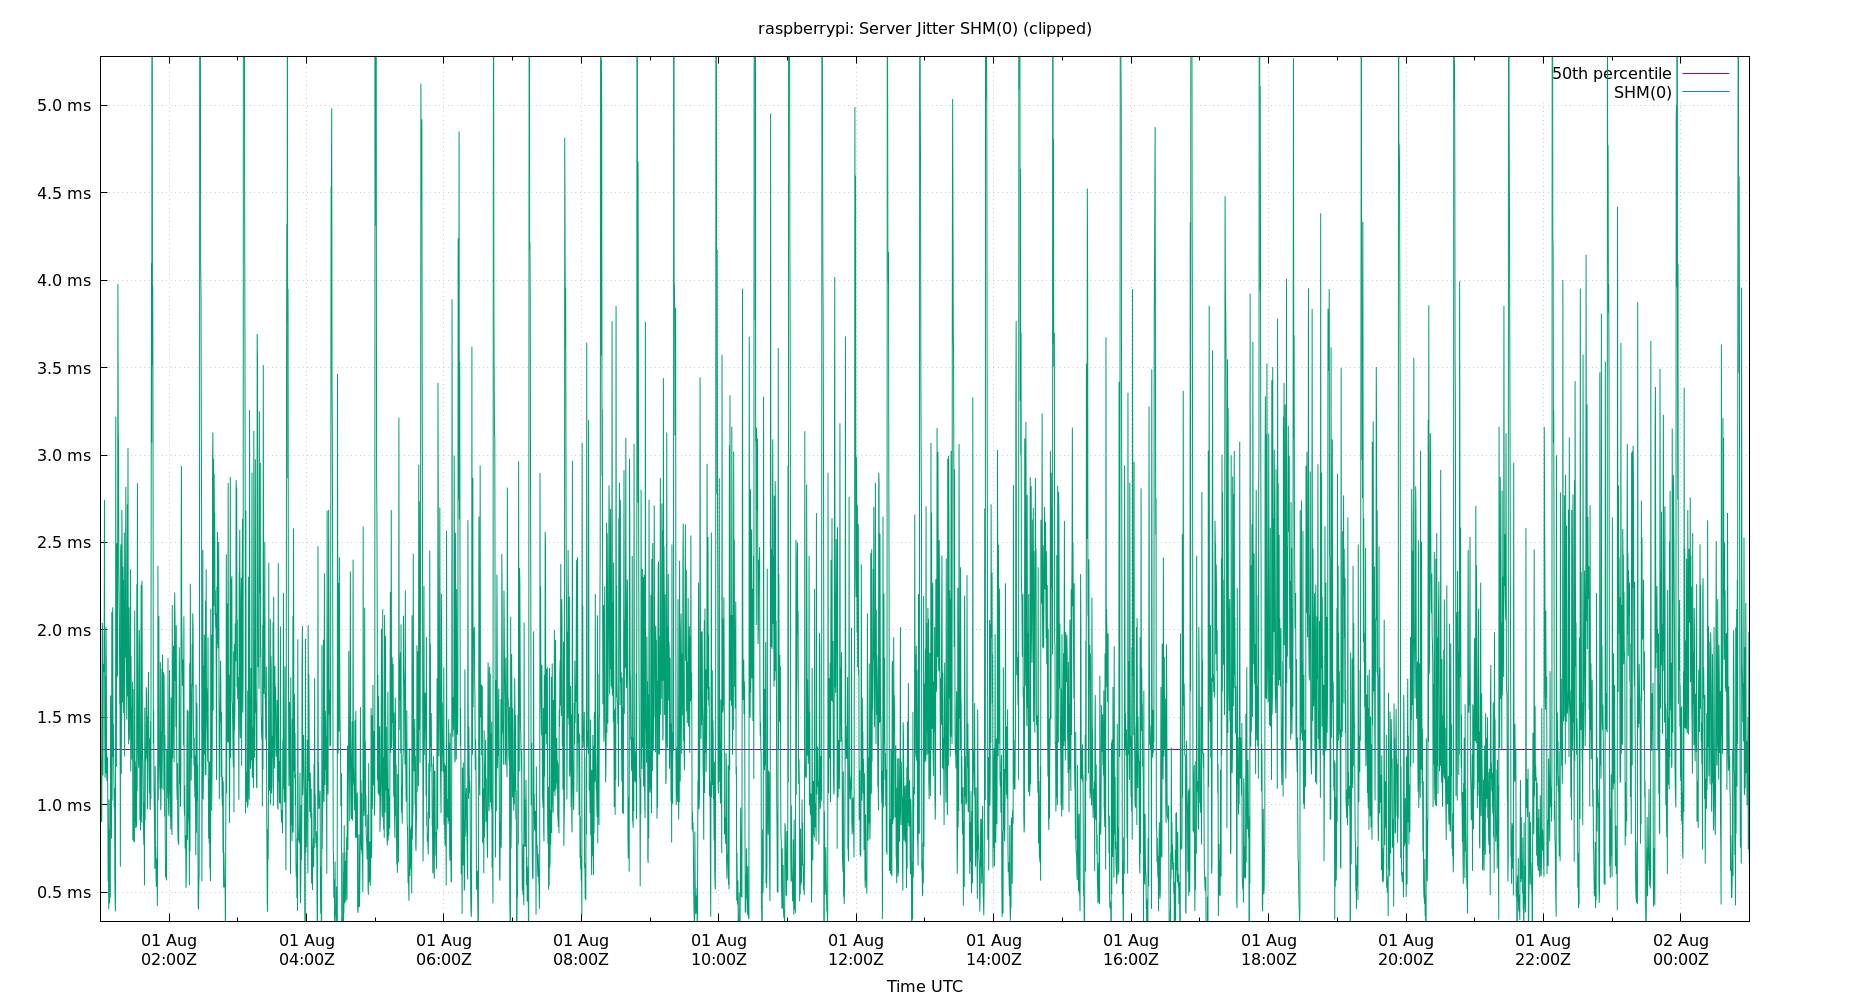 raspberrypi: Server Jitter SHM(0) (clipped)
50th percentile
SHM(0)
5.0 ms
4.5 ms
4.0 ms
3.5 ms
3.0 ms
2.5 ms
2.0 ms
1.5 ms
1.0 ms
0.5 ms
01 Aug 01 Aug 01 Aug 01 Aug 01 Aug 01 Aug 01 Aug 01 Aug 01 Aug 01 Aug 01 Aug 02 Aug
02:00Z 04:00Z 06:00Z 08:00Z 10:00Z 12:00Z 14:00Z 16:00Z 18:00Z 20:00Z 22:00Z 00:00Z
Time UTC